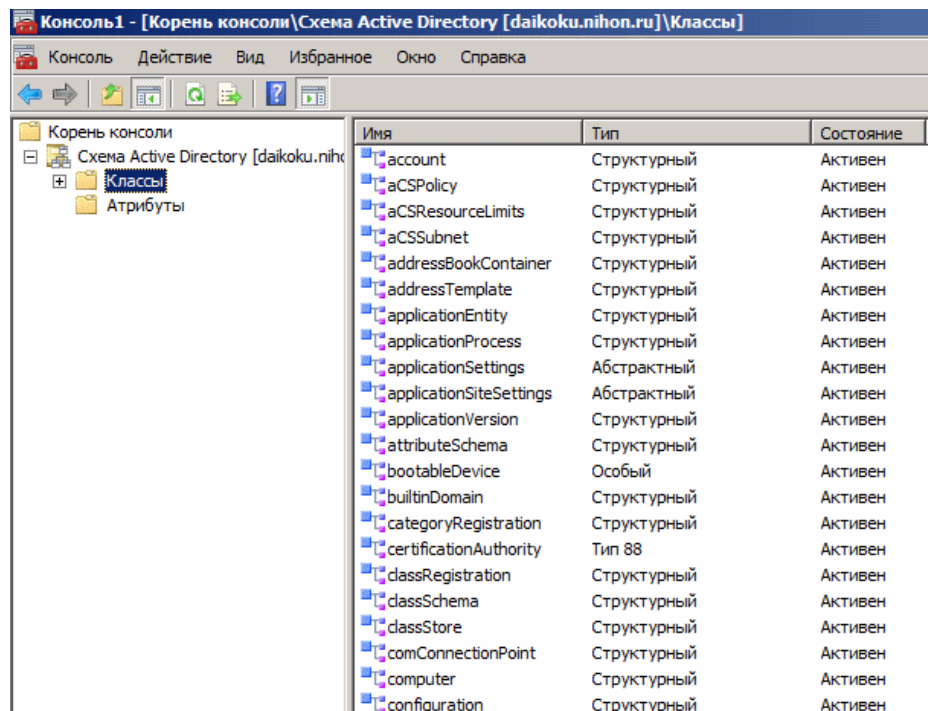 Консоль1 - [Корень консоли\Схема Active Directory [daikoku.nihon.ru]\Классы]
Консоль Действие Вид Избранное Окно Справка
Корень консоли
Схема Active Directory [daikoku.niho
Классы
Атрибуты
Имя Тип Состояние
account Структурный Активен
aCSPolicy Структурный Активен
aCSResourceLimits Структурный Активен
aCSSubnet Структурный Активен
addressBookContainer Структурный Активен
addressTemplate Структурный Активен
applicationEntity Структурный Активен
applicationProcess Структурный Активен
applicationSettings Абстрактный Активен
applicationSiteSettings Абстрактный Активен
applicationVersion Структурный Активен
attributeSchema Структурный Активен
bootableDevice Особый Активен
builtinDomain Структурный Активен
categoryRegistration Структурный Активен
certificationAuthority Тип 88 Активен
classRegistration Структурный Активен
classSchema Структурный Активен
classStore Структурный Активен
comConnectionPoint Структурный Активен
computer Структурный Активен
configuration Структурный Активен